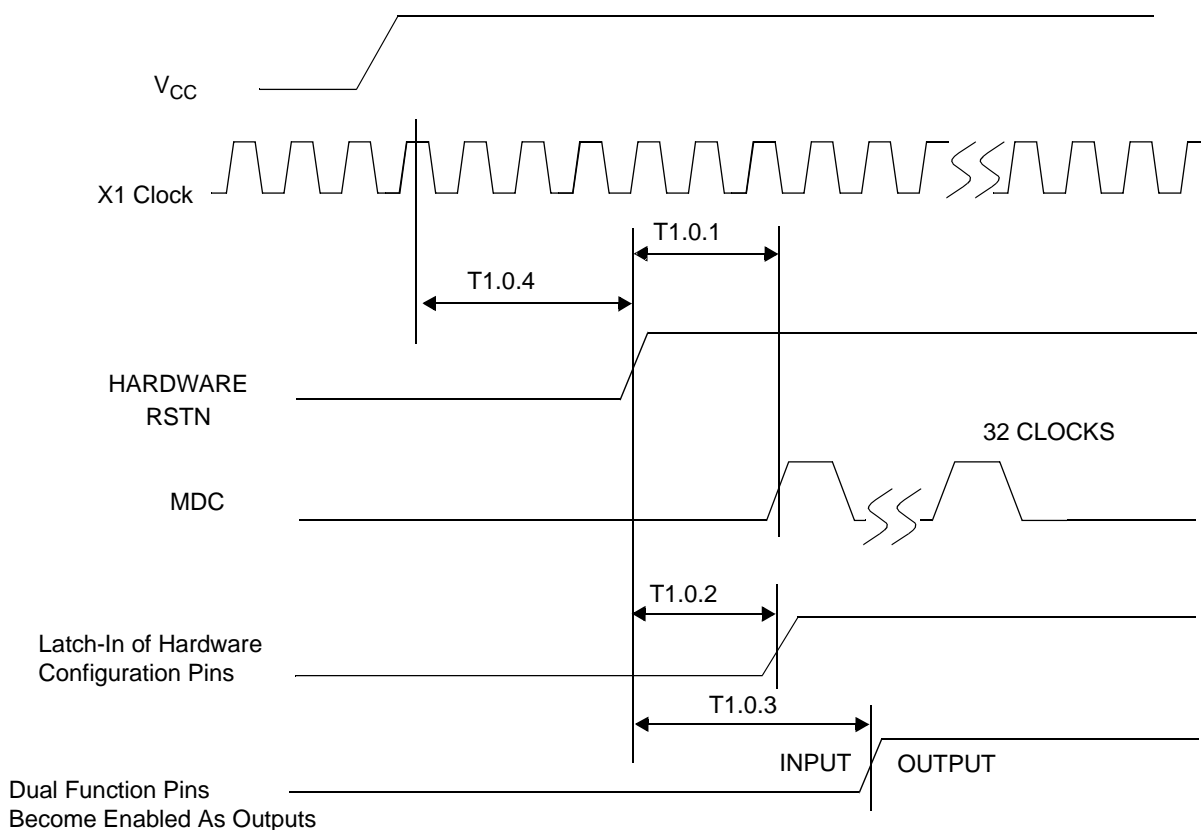 VCC
X1 Clock
T1.0.1
T1.0.4
HARDWARE
RSTN
32 CLOCKS
MDC
T1.0.2
Latch-In of Hardware
Configuration Pins
T1.0.3
INPUT OUTPUT
Dual Function Pins
Become Enabled As Outputs